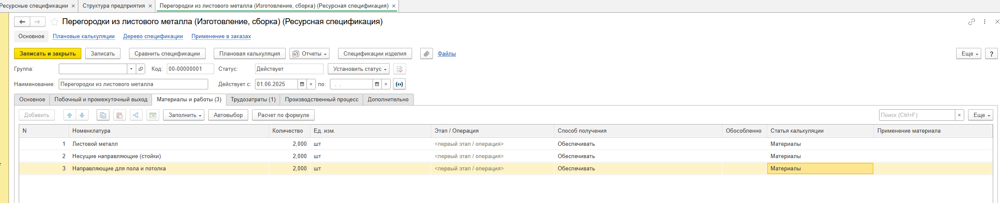 Ресурсные спецификации × Структура предприятия × Перегородки из листового металла (Изготовление, сборка) (Ресурсная спецификация) ×
Перегородки из листового металла (Изготовление, сборка) (Ресурсная спецификация)
Основное Плановые калькуляции Дерево спецификации Применение в заказах
Записать и закрыть Записать Сравнить спецификации Плановая калькуляция Отчеты Спецификации изделия Файлы Еще ?
Группа: Код: 00-00000001 Статус: Действует Установить статус
Наименование: Перегородки из листового металла Действует с: 01.06.2025 × по: . . ×
Основное Побочный и промежуточный выход Материалы и работы (3) Трудозатраты (1) Производственный процесс Дополнительно
Добавить Заполнить Автовыбор Расчет по формуле Поиск (Ctrl+F) × Еще
N Номенклатура Количество Ед. изм. Этап / Операция Способ получения Обособленно Статья калькуляции Применение материала
1 Листовой металл 2,000 шт <первый этап / операция> Обеспечивать Материалы
2 Несущие направляющие (стойки) 2,000 шт <первый этап / операция> Обеспечивать Материалы
3 Направляющие для пола и потолка 2,000 шт <первый этап / операция> Обеспечивать Материалы